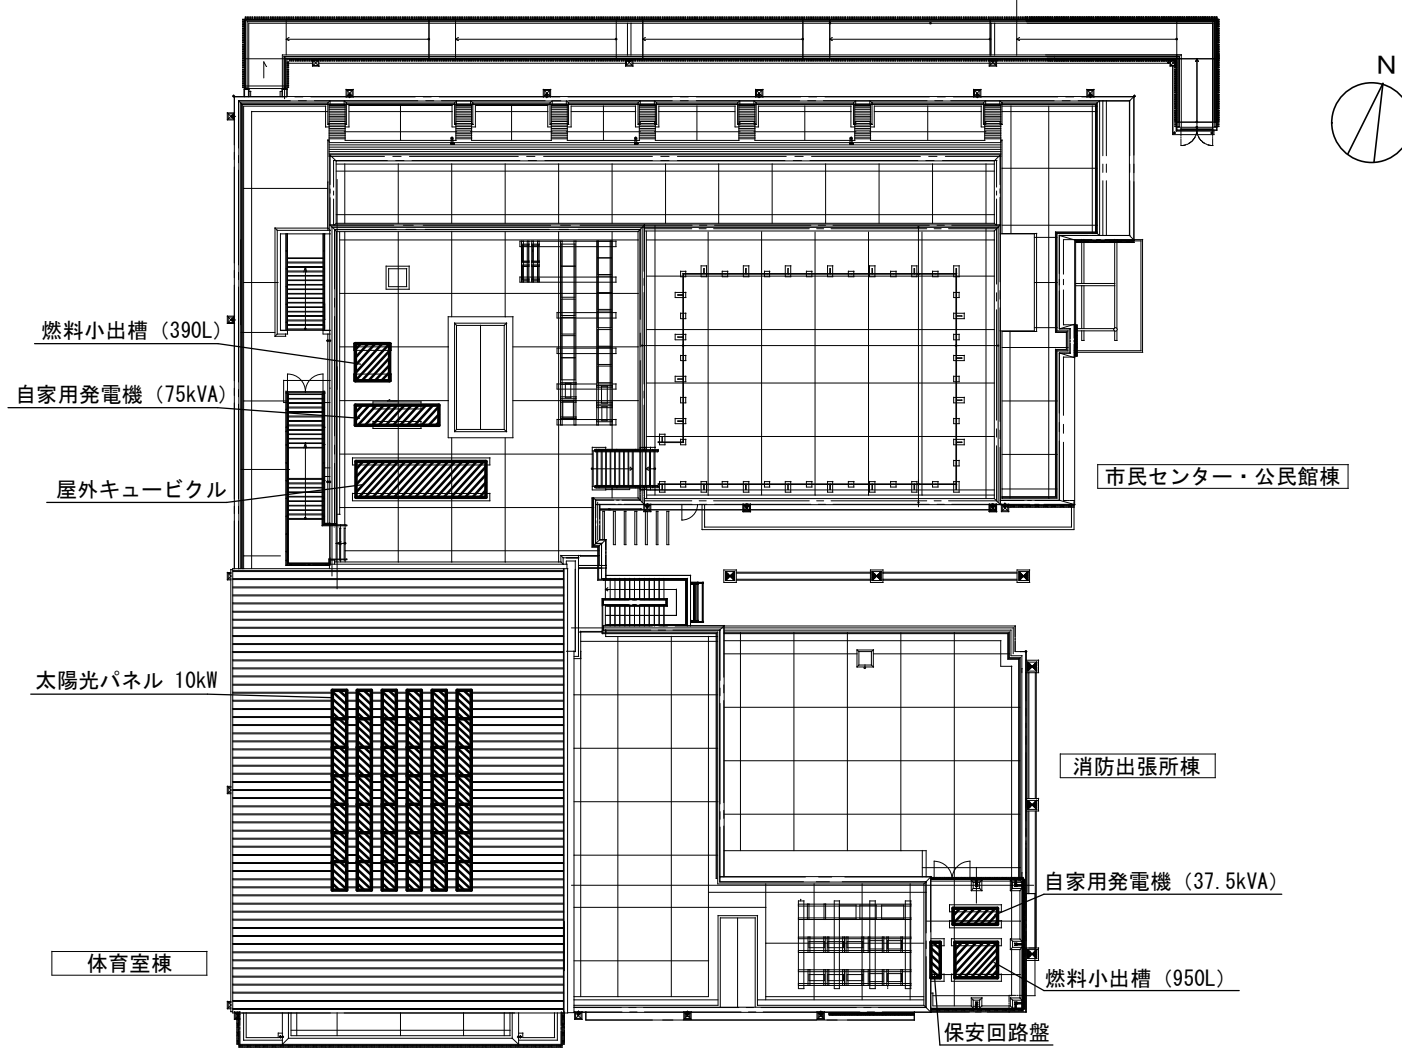 N
燃料小出槽（390L）
自家用発電機（75kVA）
屋外キュービクル
市民センター・公民館棟
太陽光パネル 10kW
消防出張所棟
自家用発電機（37.5kVA）
体育室棟
燃料小出槽（950L）
保安回路盤